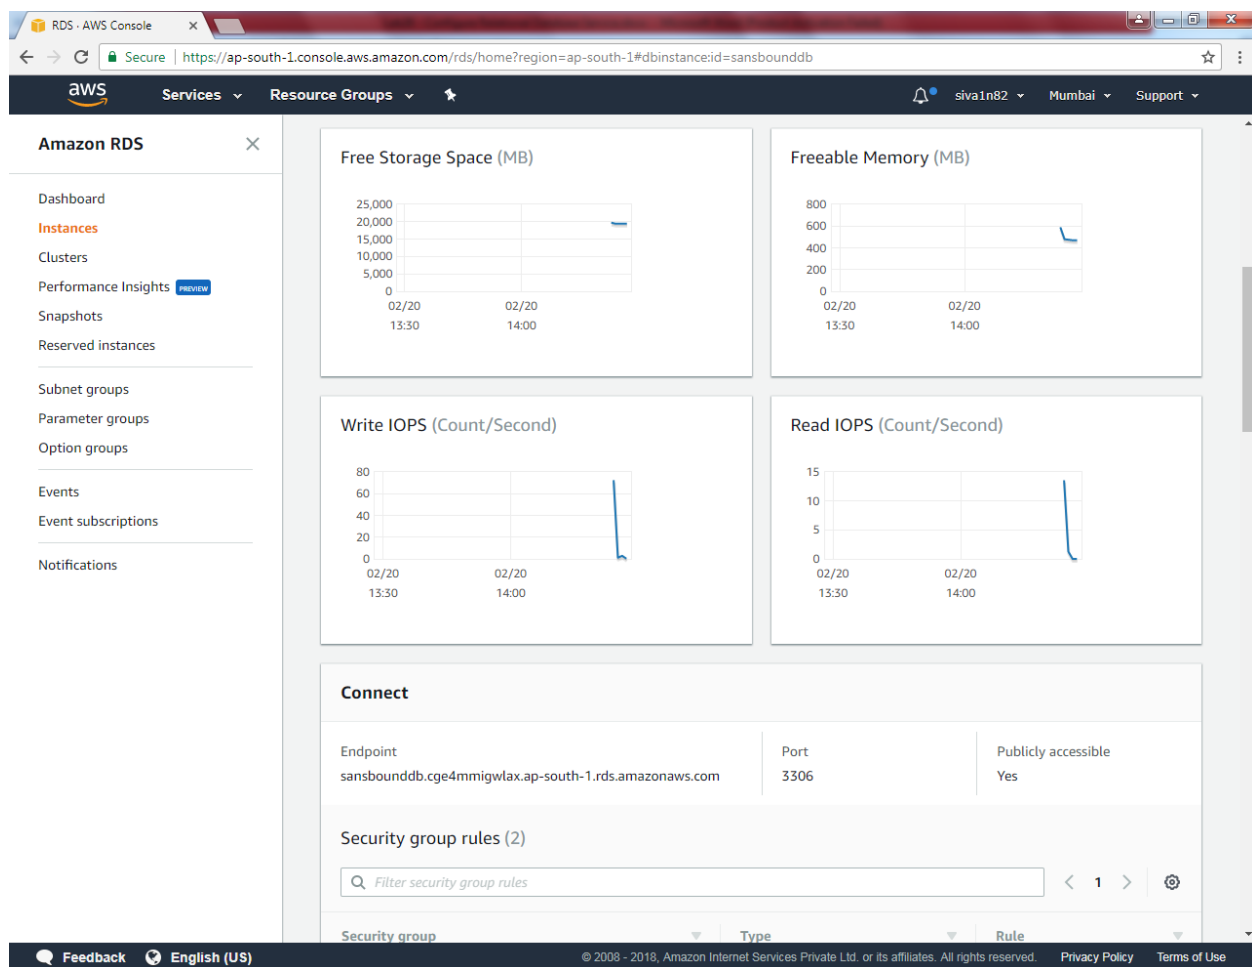 RDS · AWS Console
Secure | https://ap-south-1.console.aws.amazon.com/rds/home?region=ap-south-1#dbinstance:id=sansbounddb
aws Services Resource Groups siva1n82 Mumbai Support
Amazon RDS
Dashboard
Instances
Clusters
Performance Insights PREVIEW
Snapshots
Reserved instances
Subnet groups
Parameter groups
Option groups
Events
Event subscriptions
Notifications
Free Storage Space (MB)
25,000
20,000
15,000
10,000
5,000
0
02/20 02/20
13:30 14:00
Freeable Memory (MB)
800
600
400
200
0
02/20 02/20
13:30 14:00
Write IOPS (Count/Second)
80
60
40
20
0
02/20 02/20
13:30 14:00
Read IOPS (Count/Second)
15
10
5
0
02/20 02/20
13:30 14:00
Connect
Endpoint Port Publicly accessible
sansbounddb.cge4mmigwlax.ap-south-1.rds.amazonaws.com 3306 Yes
Security group rules (2)
Filter security group rules 1
Security group Type Rule
Feedback English (US) © 2008 - 2018, Amazon Internet Services Private Ltd. or its affiliates. All rights reserved. Privacy Policy Terms of Use